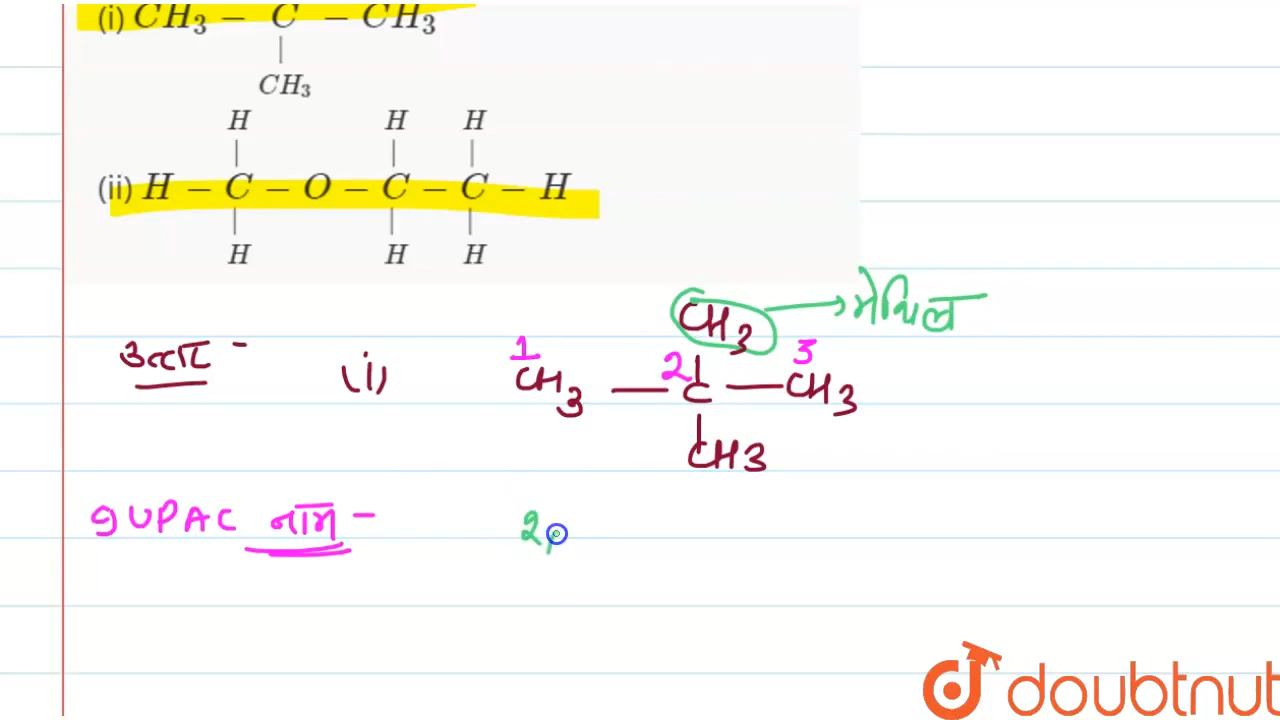 (i) CH₃ − C − CH₃
|
CH₃
H H H
| | |
(ii) H − C − O − C − C − H
| | |
H H H
CH₃ → मेथिल
उत्तर - (i) 1 2 3
CH₃ — C — CH₃
|
CH3
IUPAC नाम - 2,
doubtnut